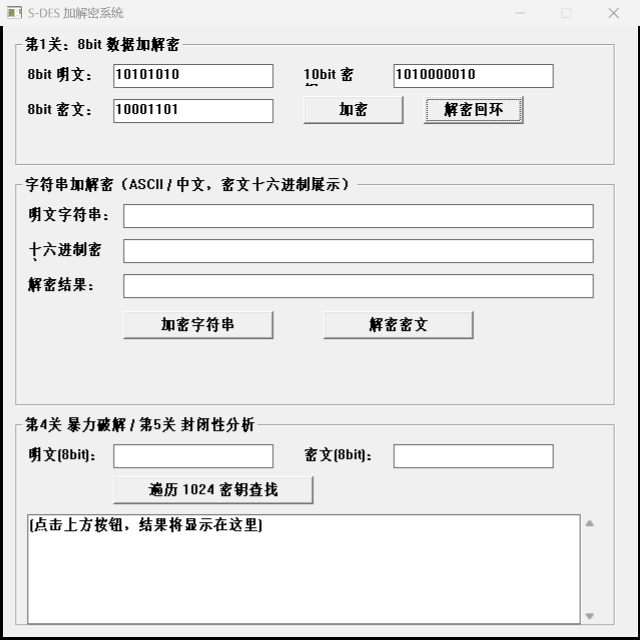 S-DES 加解密系统
第1关：8bit 数据加解密
8bit 明文： 10101010 10bit 密 1010000010
8bit 密文： 10001101 加密 解密回环
字符串加解密（ASCII / 中文，密文十六进制展示）
明文字符串：
十六进制密
解密结果：
加密字符串 解密密文
第4关 暴力破解 / 第5关 封闭性分析
明文(8bit)： 密文(8bit)：
遍历 1024 密钥查找
(点击上方按钮，结果将显示在这里)